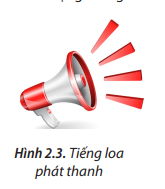 Hình 2.3. Tiếng loa
phát thanh